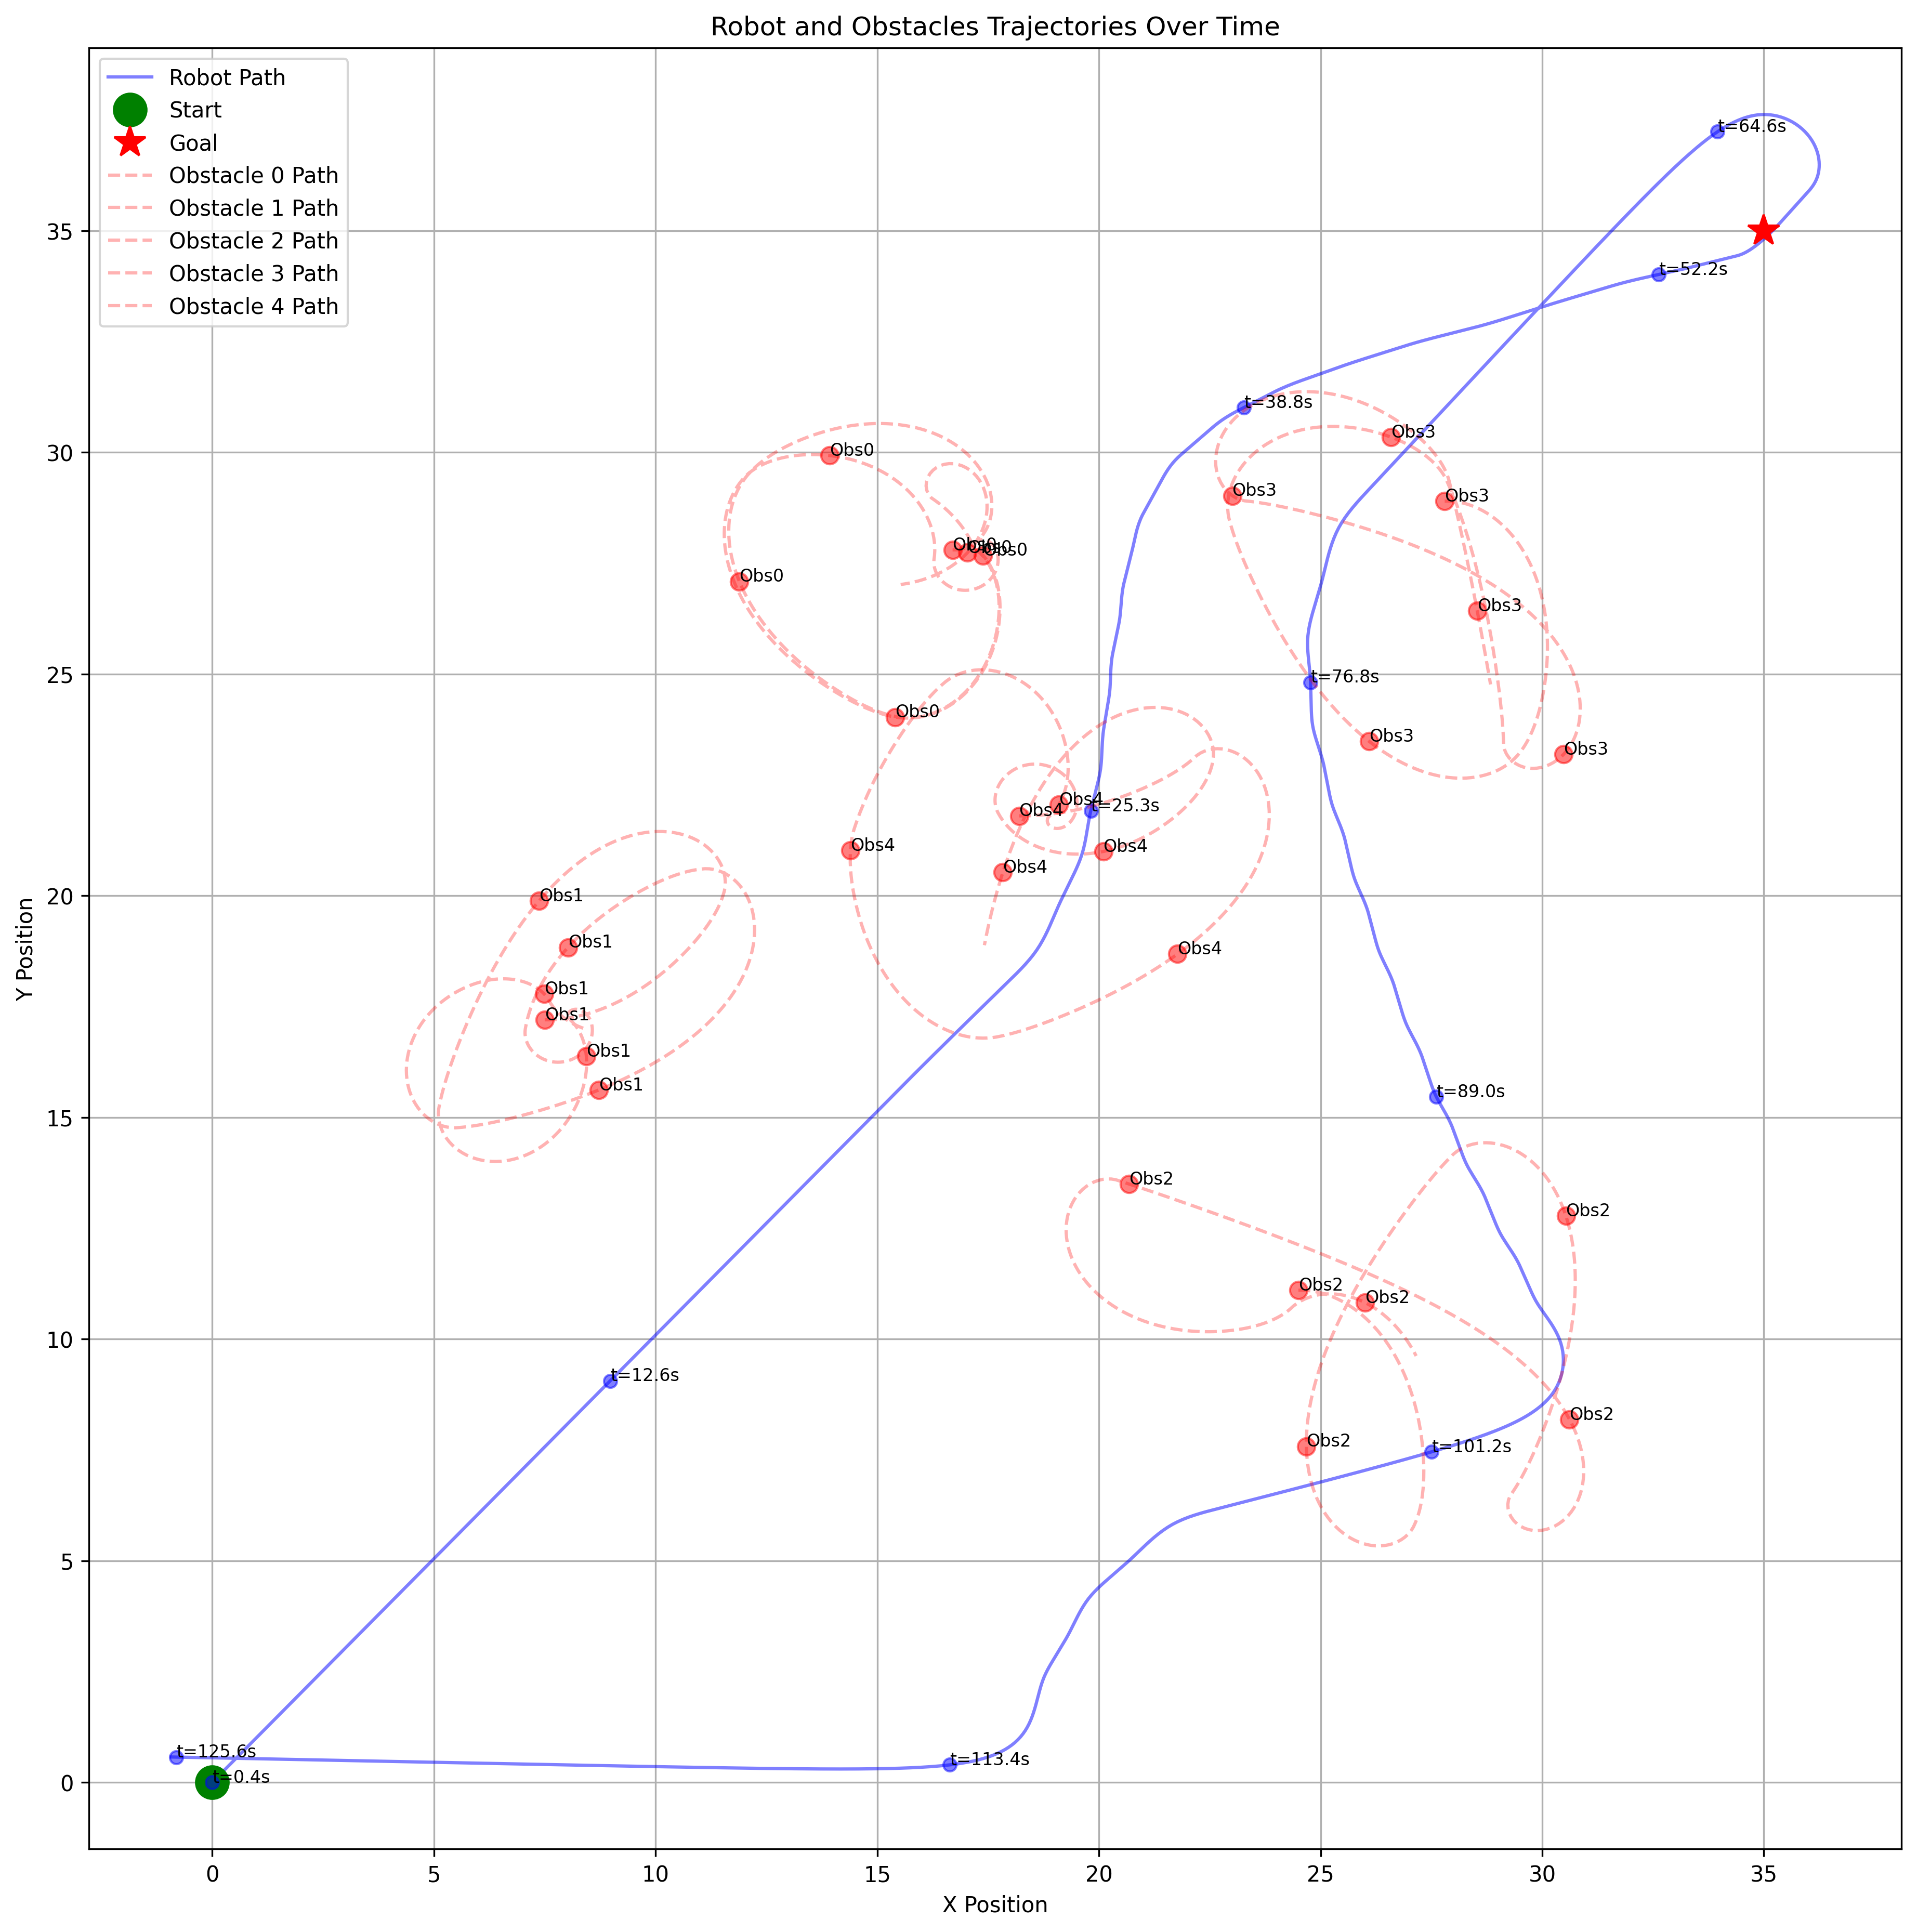 Robot and Obstacles Trajectories Over Time
Robot Path
Start
Goal
Obstacle 0 Path
Obstacle 1 Path
Obstacle 2 Path
Obstacle 3 Path
Obstacle 4 Path
t=64.6s
t=52.2s
t=38.8s
Obs3
Obs0
Obs3
Obs3
Obs0
Obs0
Obs0
Obs0
Obs3
t=76.8s
Obs0
Obs3
Obs3
Obs4
t=25.3s
Obs4
Obs4
Obs4
Obs4
Obs1
Obs1
Obs4
Obs1
Obs1
Obs1
Obs1
t=89.0s
Obs2
Obs2
Obs2
Obs2
t=12.6s
Obs2
Obs2
t=101.2s
t=125.6s
t=0.4s
t=113.4s
35
30
25
20
15
10
5
0
Y Position
0 5 10 15 20 25 30 35
X Position